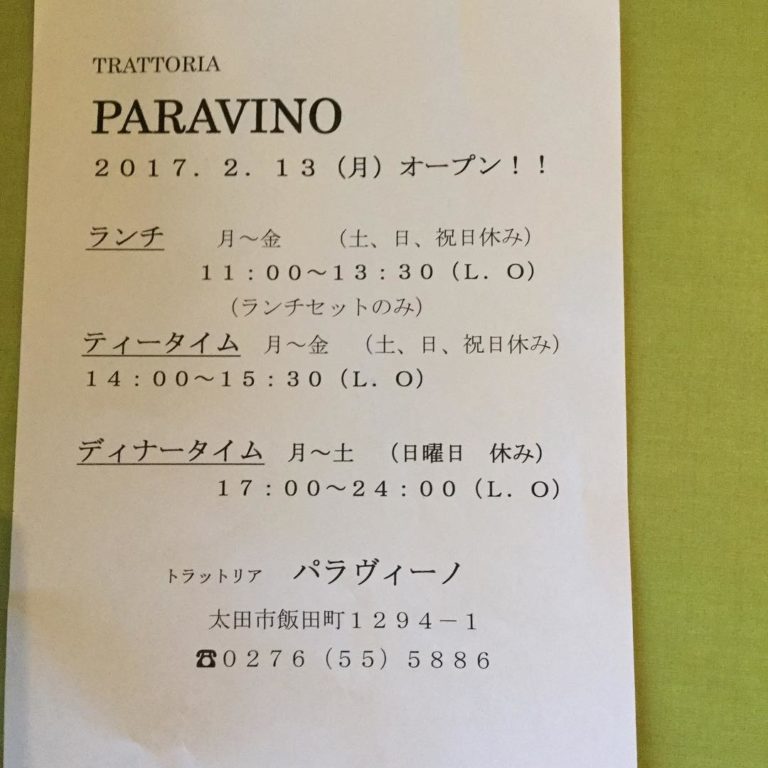 TRATTORIA
PARAVINO
２０１７．２．１３（月）オープン！！
ランチ　　月～金　　（土、日、祝日休み）
１１：００～１３：３０（Ｌ．Ｏ）
（ランチセットのみ）
ティータイム　月～金　（土、日、祝日休み）
１４：００～１５：３０（Ｌ．Ｏ）
ディナータイム　月～土　（日曜日　休み）
１７：００～２４：００（Ｌ．Ｏ）
トラットリア　パラヴィーノ
太田市飯田町１２９４－１
☎０２７６（５５）５８８６